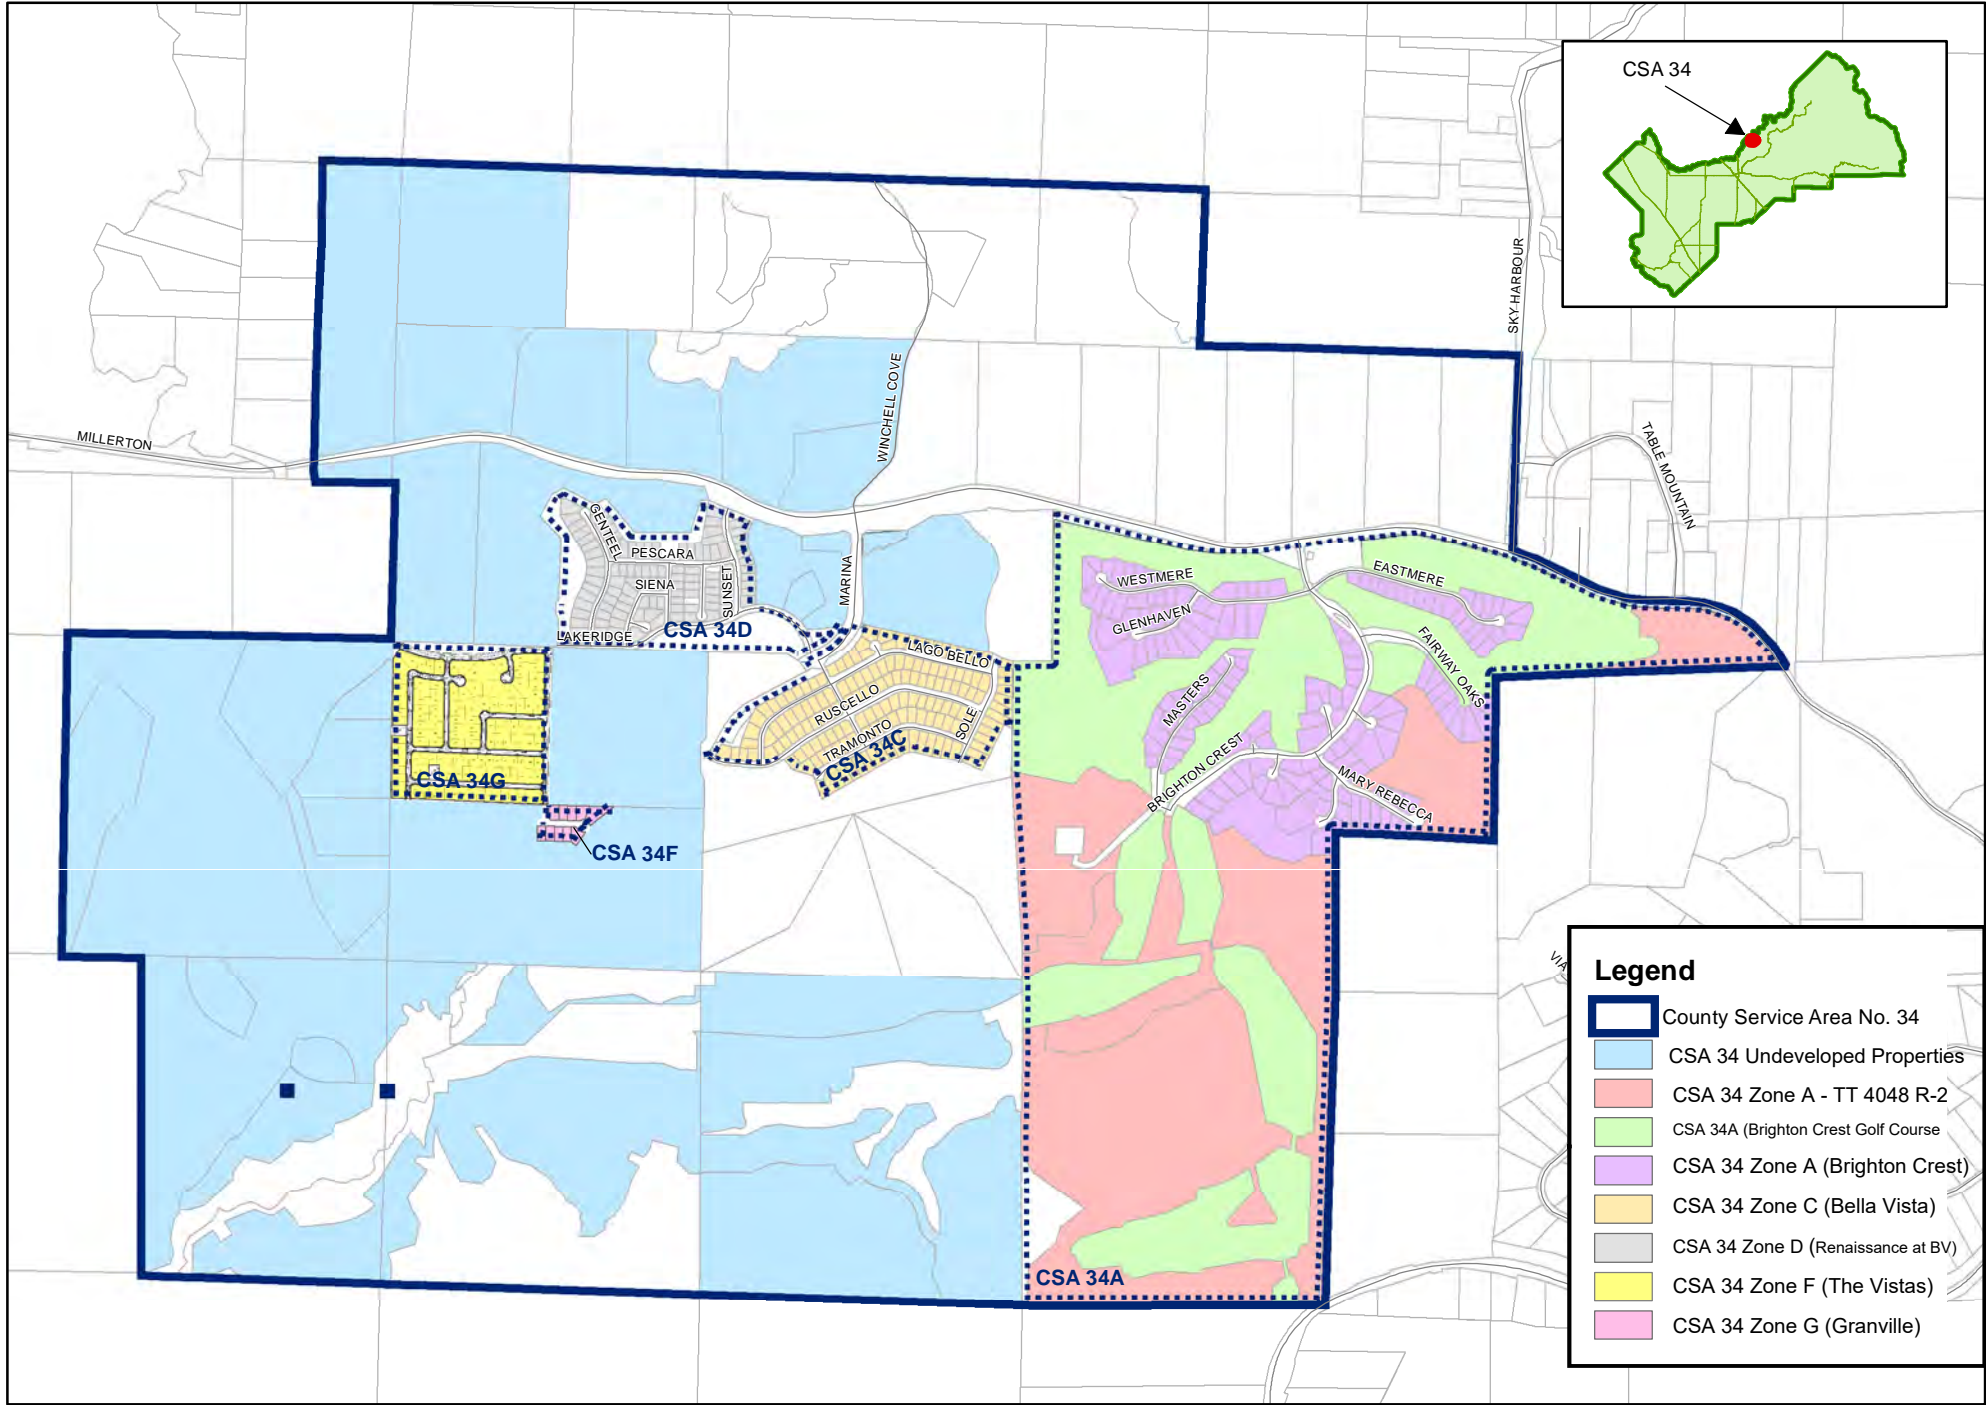 CSA 34
SKY HARBOUR
WINCHELL COVE
MILLERTON
TABLE MOUNTAIN
GENTEEL
PESCARA
SIENA
SUNSET
MARINA
LAKERIDGE
CSA 34D
WESTMERE
EASTMERE
GLENHAVEN
FAIRWAY OAKS
LAGO BELLO
RUSCELLO
TRAMONTO
SOLE
CSA 34C
MASTERS
BRIGHTON CREST
MARY REBECCA
CSA 34G
CSA 34F
VIA
CSA 34A
Legend
County Service Area No. 34
CSA 34 Undeveloped Properties
CSA 34 Zone A - TT 4048 R-2
CSA 34A (Brighton Crest Golf Course
CSA 34 Zone A (Brighton Crest)
CSA 34 Zone C (Bella Vista)
CSA 34 Zone D (Renaissance at BV)
CSA 34 Zone F (The Vistas)
CSA 34 Zone G (Granville)